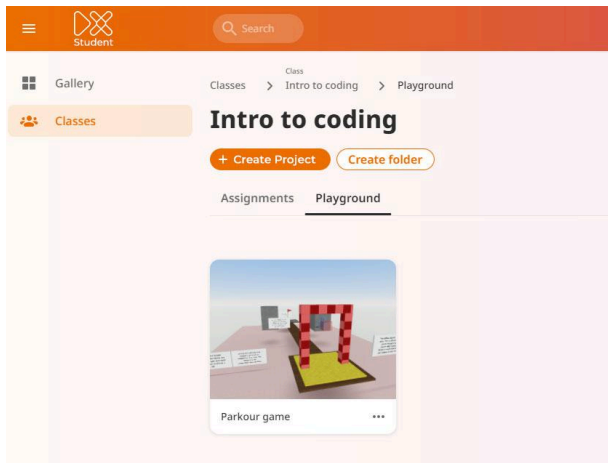 Student
Search
Gallery
Classes
Class
Classes > Intro to coding > Playground
Intro to coding
+ Create Project
Create folder
Assignments
Playground
Parkour game
...